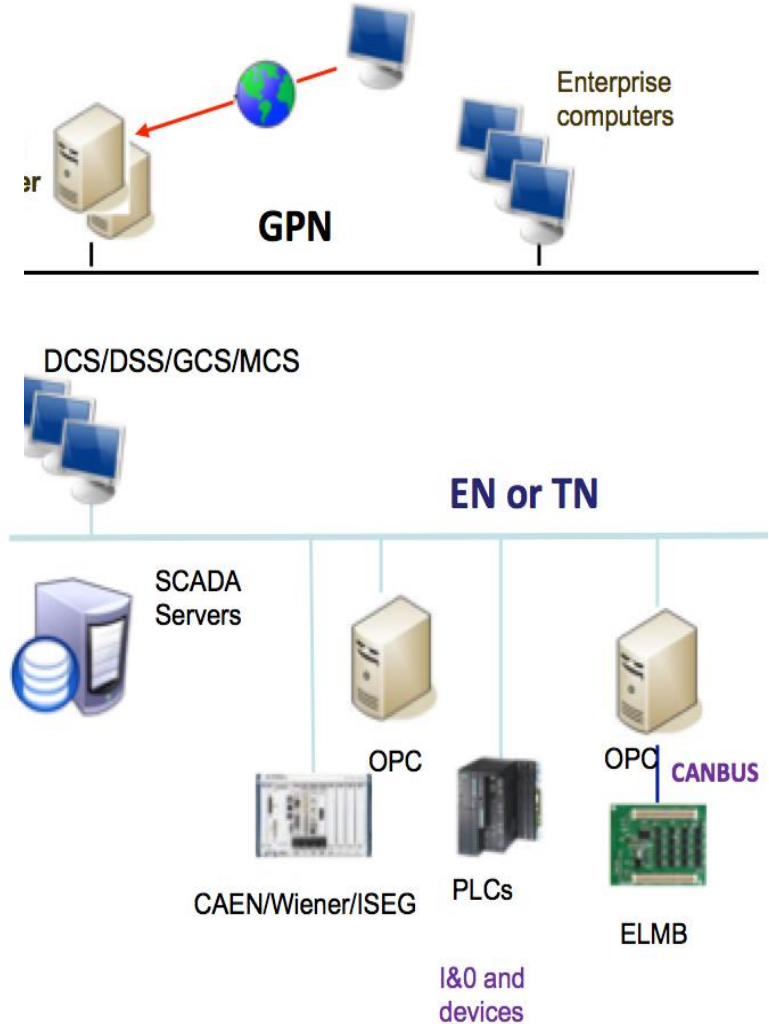 Enterprise
computers
er
GPN
DCS/DSS/GCS/MCS
EN or TN
SCADA
Servers
OPC
OPC
CANBUS
CAEN/Wiener/ISEG
PLCs
ELMB
I&0 and
devices